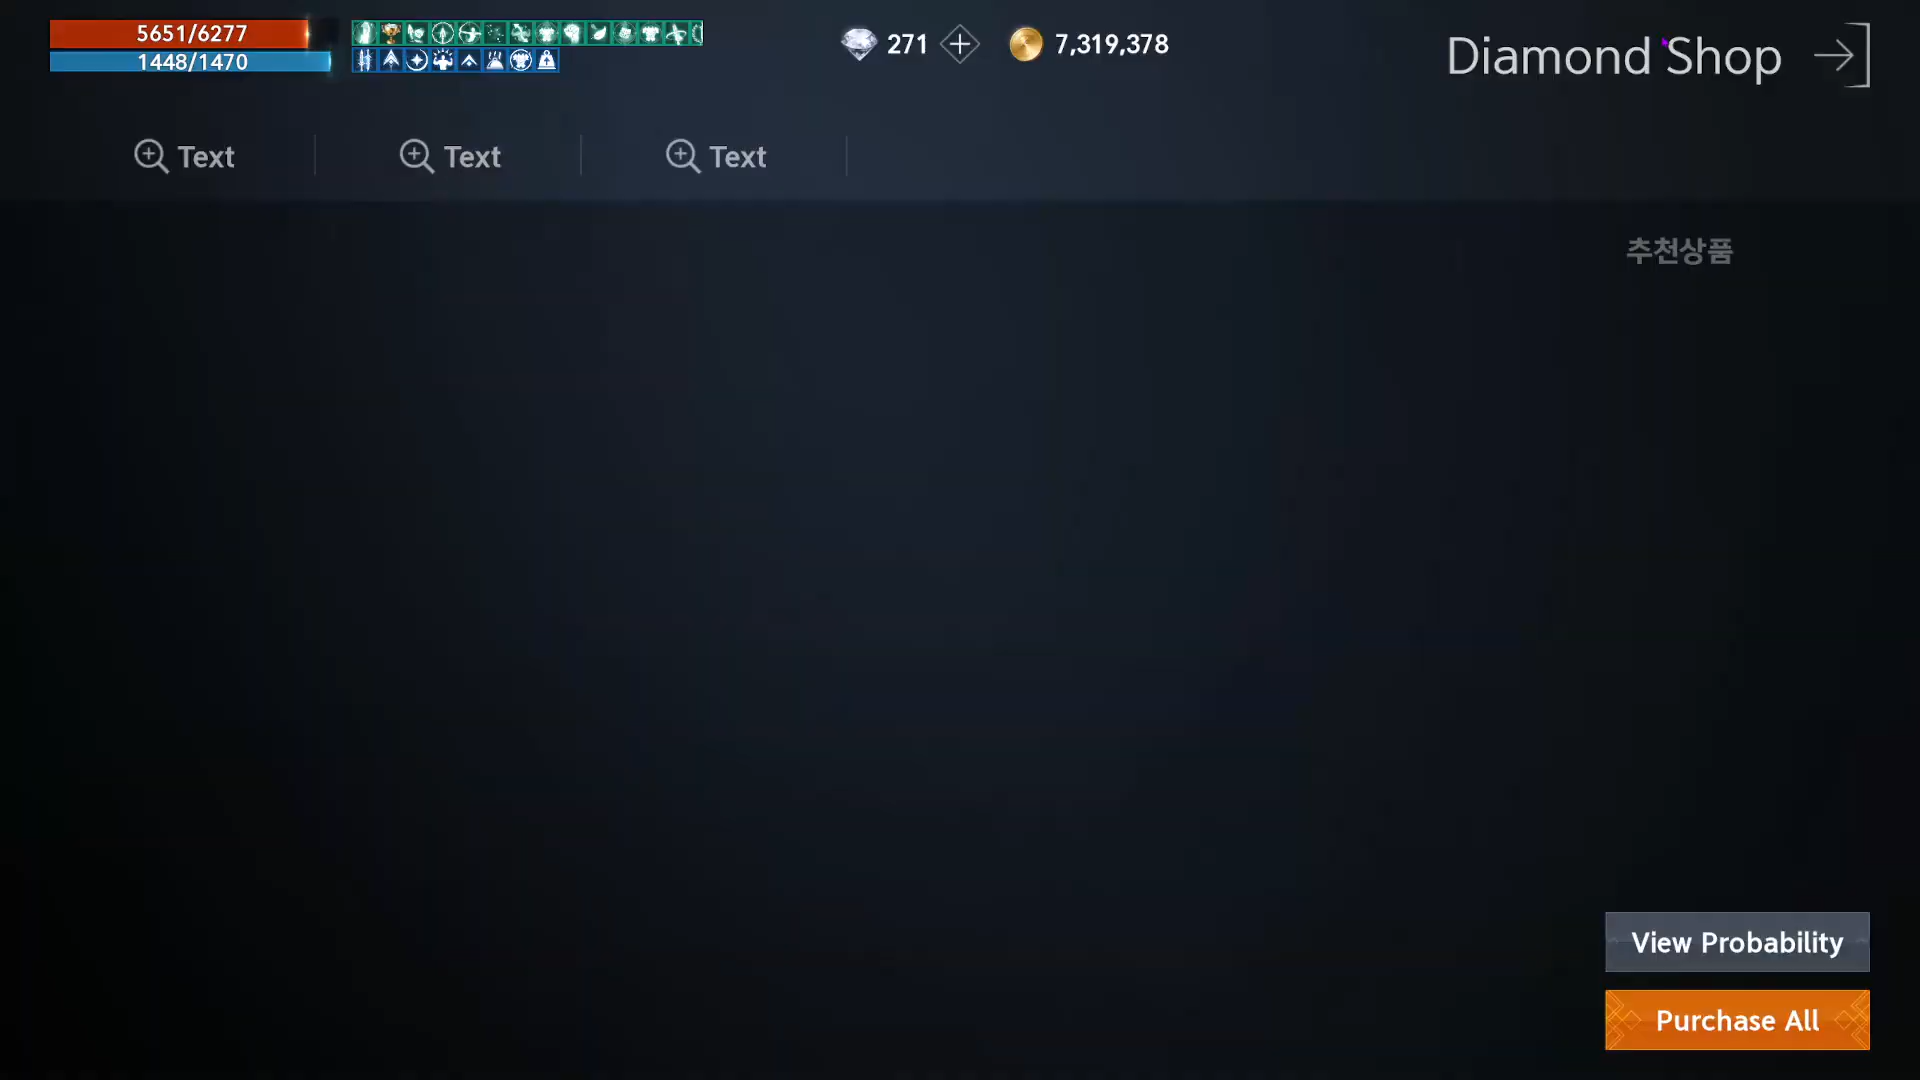 5651/6277
1448/1470
271
7,319,378
Diamond Shop
Text
Text
Text
추천상품
View Probability
Purchase All